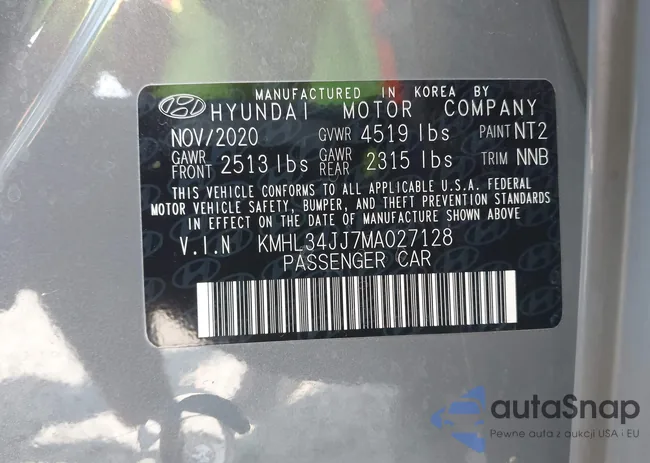 MANUFACTURED IN KOREA BY
HYUNDAI MOTOR COMPANY
NOV/2020 GVWR 4519 lbs PAINT NT2
GAWR FRONT 2513 lbs GAWR REAR 2315 lbs TRIM NNB
THIS VEHICLE CONFORMS TO ALL APPLICABLE U.S.A. FEDERAL
MOTOR VEHICLE SAFETY, BUMPER, AND THEFT PREVENTION STANDARDS
IN EFFECT ON THE DATE OF MANUFACTURE SHOWN ABOVE
V.I.N KMHL34JJ7MA027128
PASSENGER CAR
autaSnap
Pewne auta z aukcji USA i EU